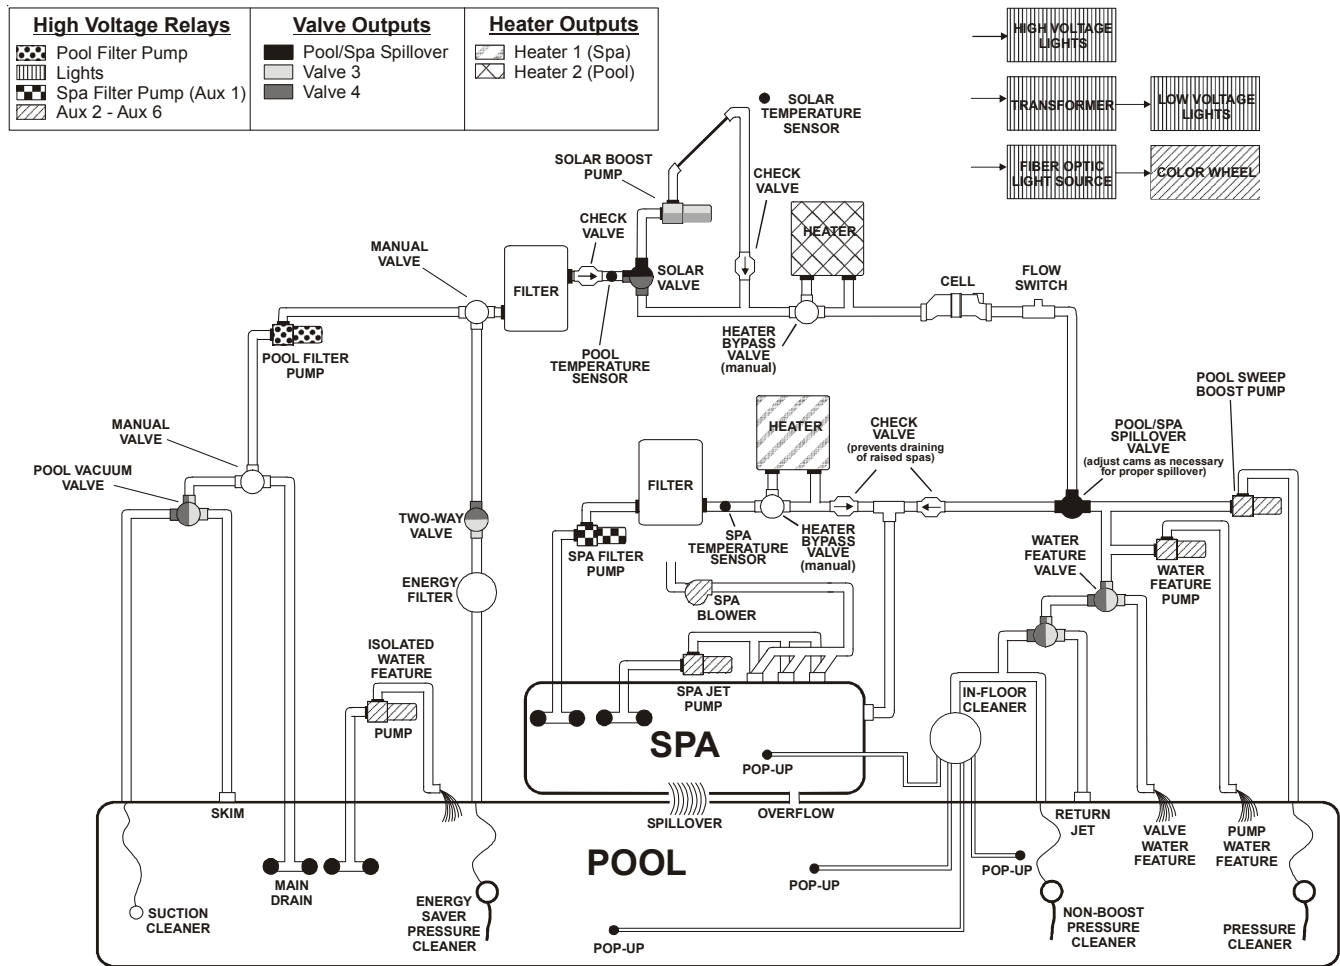 High Voltage Relays
Pool Filter Pump
Lights
Spa Filter Pump (Aux 1)
Aux 2 - Aux 6
Valve Outputs
Pool/Spa Spillover
Valve 3
Valve 4
Heater Outputs
Heater 1 (Spa)
Heater 2 (Pool)
HIGH VOLTAGE
LIGHTS
TRANSFORMER
LOW VOLTAGE
LIGHTS
FIBER OPTIC
LIGHT SOURCE
COLOR WHEEL
SOLAR
TEMPERATURE
SENSOR
SOLAR BOOST
PUMP
CHECK
VALVE
CHECK
VALVE
MANUAL
VALVE
FILTER
SOLAR
VALVE
HEATER
CELL
FLOW
SWITCH
POOL FILTER
PUMP
POOL
TEMPERATURE
SENSOR
HEATER
BYPASS
VALVE
(manual)
POOL SWEEP
BOOST PUMP
MANUAL
VALVE
POOL VACUUM
VALVE
HEATER
CHECK
VALVE
(prevents draining
of raised spas)
POOL/SPA
SPILLOVER
VALVE
(adjust cams as necessary
for proper spillover)
FILTER
TWO-WAY
VALVE
SPA FILTER
PUMP
SPA
TEMPERATURE
SENSOR
HEATER
BYPASS
VALVE
(manual)
WATER
FEATURE
VALVE
WATER
FEATURE
PUMP
ENERGY
FILTER
SPA
BLOWER
ISOLATED
WATER
FEATURE
PUMP
SPA JET
PUMP
IN-FLOOR
CLEANER
SPA
POP-UP
SKIM
SPILLOVER
OVERFLOW
RETURN
JET
VALVE
WATER
FEATURE
PUMP
WATER
FEATURE
POOL
MAIN
DRAIN
POP-UP
POP-UP
SUCTION
CLEANER
ENERGY
SAVER
PRESSURE
CLEANER
POP-UP
NON-BOOST
PRESSURE
CLEANER
PRESSURE
CLEANER